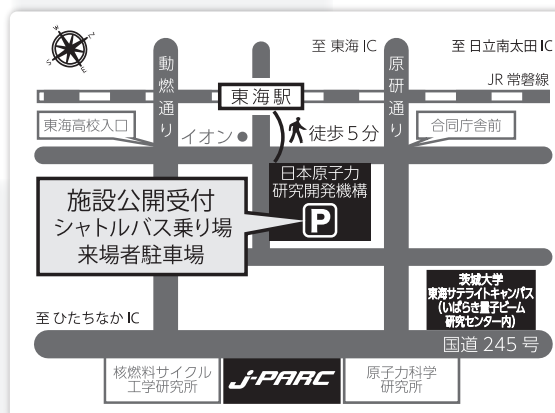 N
W
E
S
至 東海 IC
至 日立南太田 IC
JR 常磐線
動燃通り
原研通り
東海駅
東海高校入口
イオン
徒歩 5 分
合同庁舎前
日本原子力
研究開発機構
P
施設公開受付
シャトルバス乗り場
来場者駐車場
茨城大学
東海サテライトキャンパス
(いばらき量子ビーム
研究センター内)
至 ひたちなか IC
国道 245 号
核燃料サイクル
工学研究所
J-PARC
原子力科学
研究所